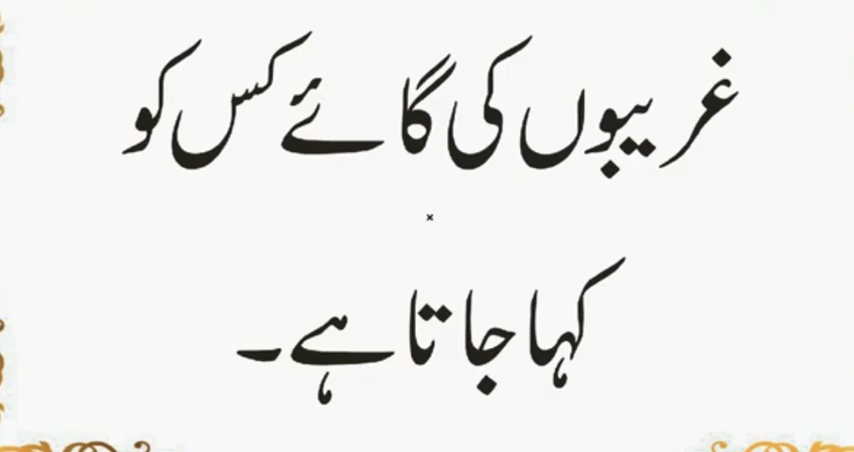 غریبوں کی گائے کس کو
کہا جاتا ہے۔